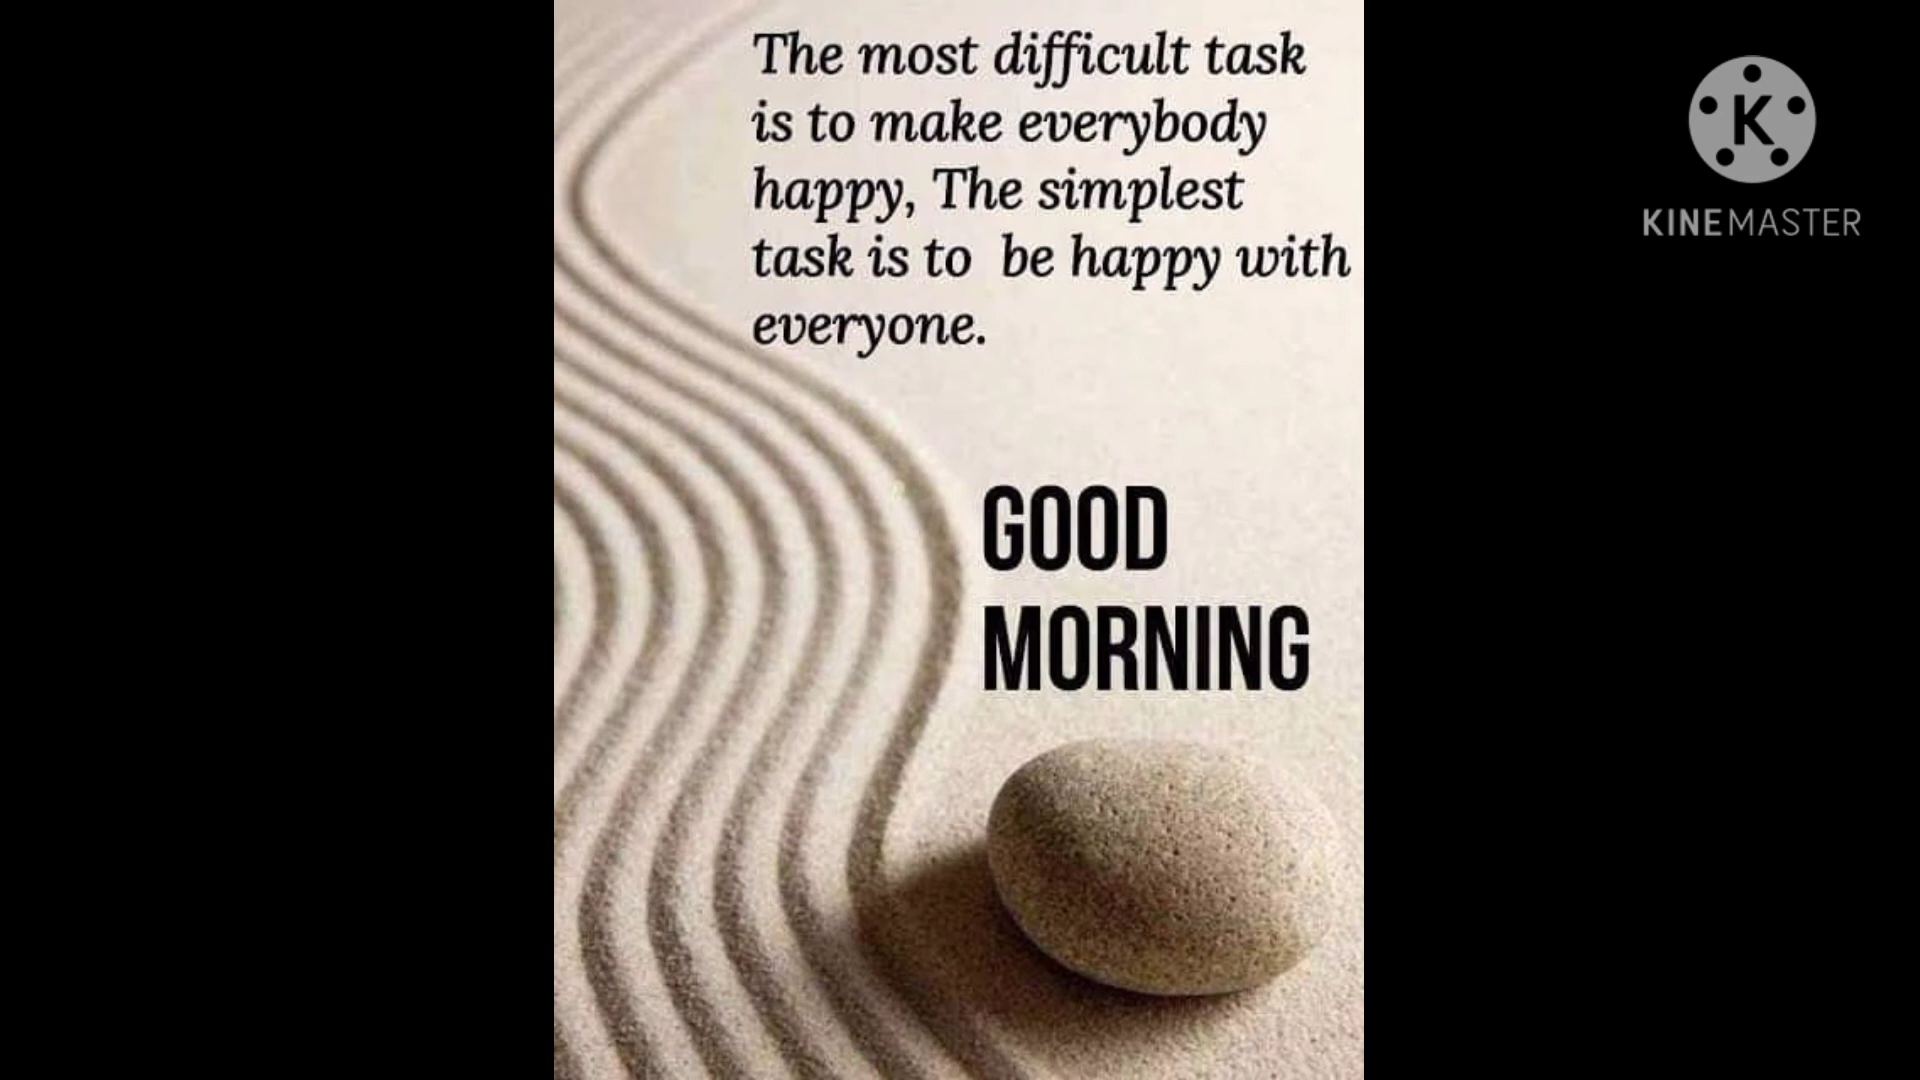 The most difficult task
is to make everybody
happy, The simplest
task is to be happy with
everyone.
GOOD
MORNING
K
KINEMASTER